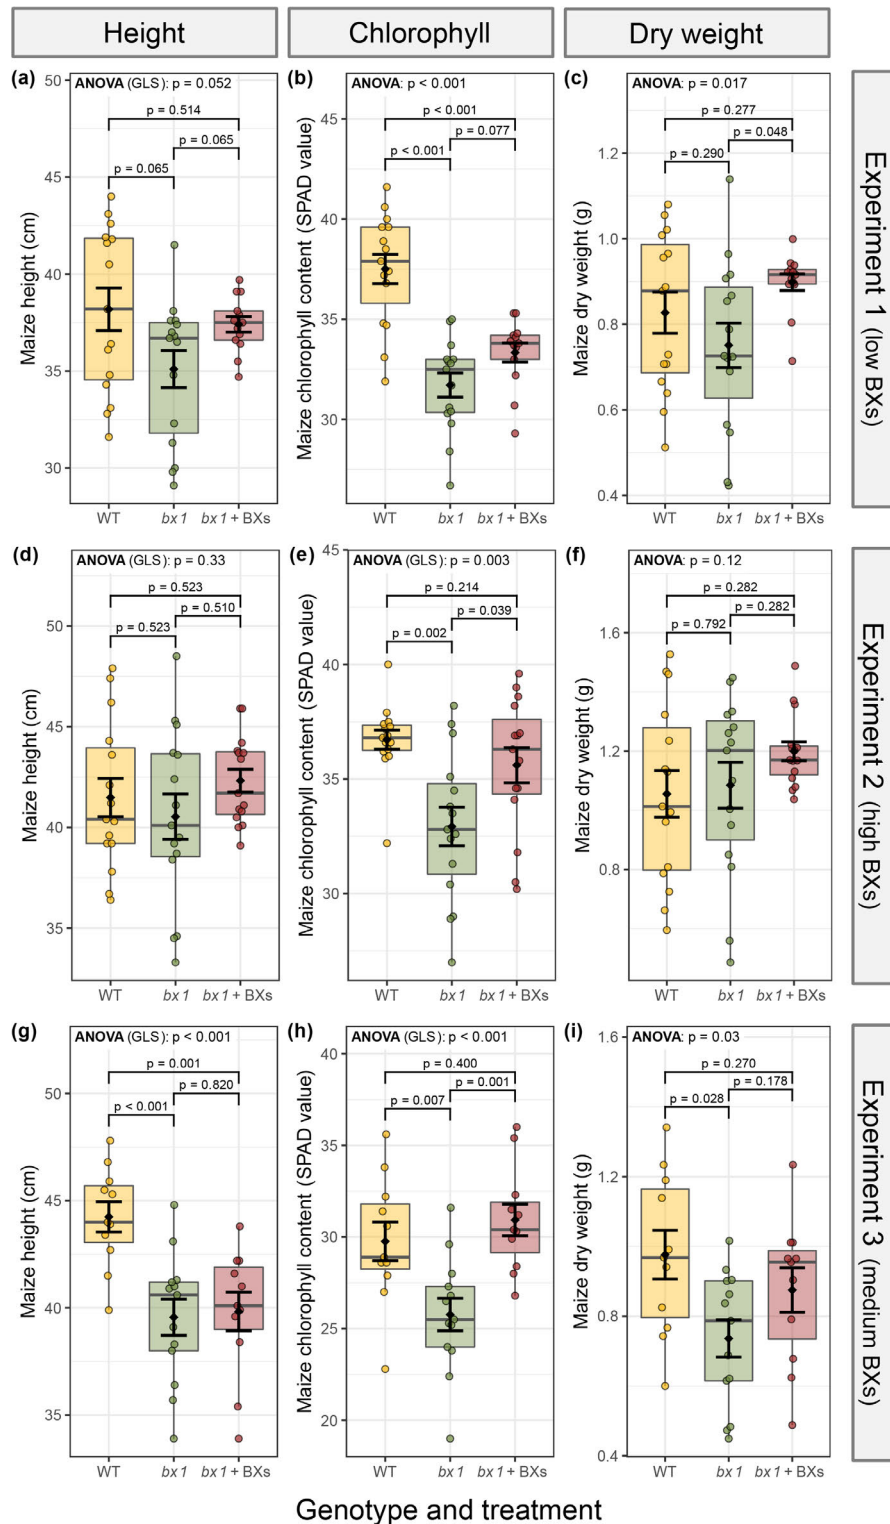 Height
Chlorophyll
Dry weight
(a)
ANOVA (GLS): p = 0.052
p = 0.514
p = 0.065
p = 0.065
50
45
40
35
30
Maize height (cm)
WT
bx1
bx1 + BXs
(b)
ANOVA: p < 0.001
p < 0.001
p = 0.077
p < 0.001
45
40
35
30
Maize chlorophyll content (SPAD value)
WT
bx1
bx1 + BXs
(c)
ANOVA: p = 0.017
p = 0.277
p = 0.048
p = 0.290
1.2
1.0
0.8
0.6
0.4
Maize dry weight (g)
WT
bx1
bx1 + BXs
Experiment 1 (low BXs)
(d)
ANOVA (GLS): p = 0.33
p = 0.523
p = 0.510
p = 0.523
50
45
40
35
Maize height (cm)
WT
bx1
bx1 + BXs
(e)
ANOVA (GLS): p = 0.003
p = 0.214
p = 0.039
p = 0.002
45
40
35
30
Maize chlorophyll content (SPAD value)
WT
bx1
bx1 + BXs
(f)
ANOVA: p = 0.12
p = 0.282
p = 0.282
p = 0.792
1.6
1.2
0.8
Maize dry weight (g)
WT
bx1
bx1 + BXs
Experiment 2 (high BXs)
(g)
ANOVA (GLS): p < 0.001
p = 0.001
p = 0.820
p < 0.001
50
45
40
35
Maize height (cm)
WT
bx1
bx1 + BXs
(h)
ANOVA (GLS): p < 0.001
p = 0.400
p = 0.001
p = 0.007
40
35
30
25
20
Maize chlorophyll content (SPAD value)
WT
bx1
bx1 + BXs
(i)
ANOVA: p = 0.03
p = 0.270
p = 0.178
p = 0.028
1.6
1.2
0.8
0.4
Maize dry weight (g)
WT
bx1
bx1 + BXs
Experiment 3 (medium BXs)
Genotype and treatment